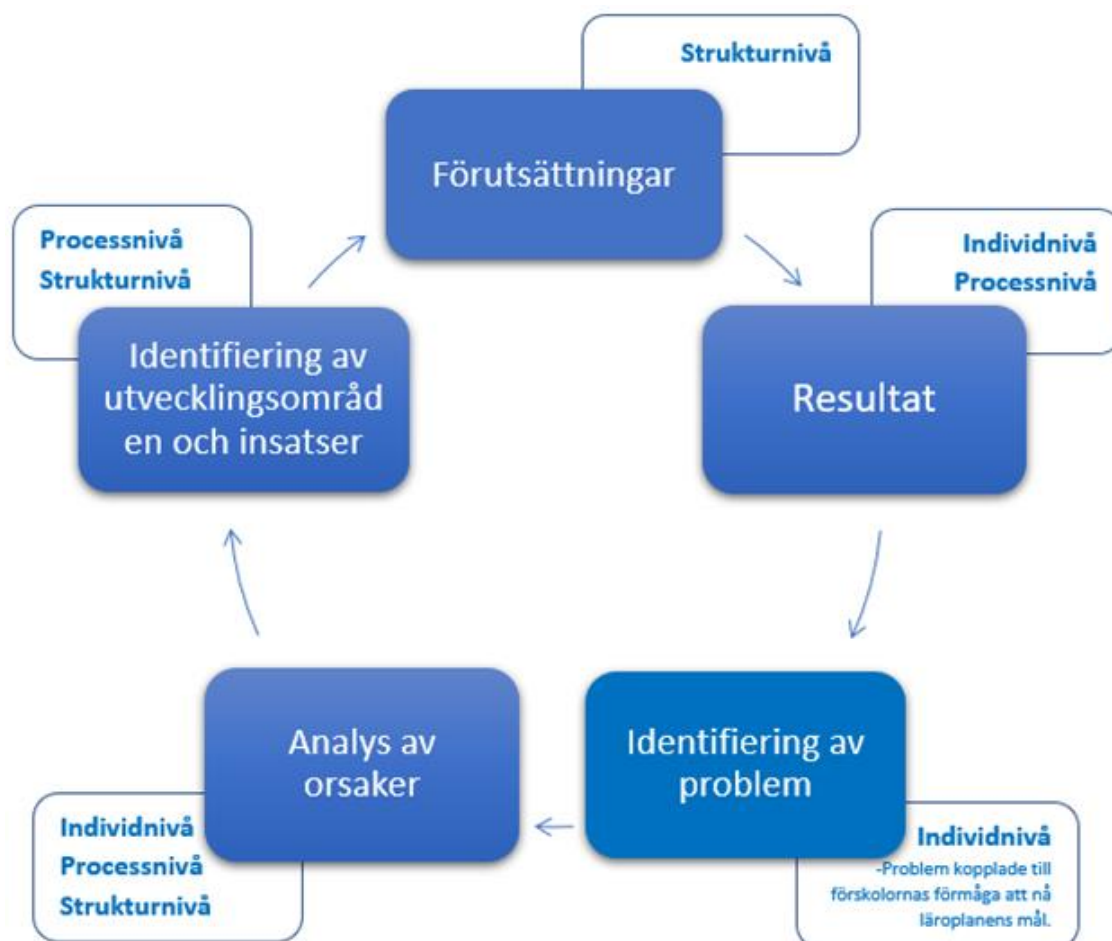 Strukturnivå
Förutsättningar
Individnivå
Processnivå
Resultat
Identifiering av
problem
Individnivå
-Problem kopplade till
förskolornas förmåga att nå
läroplanens mål.
Analys av
orsaker
Individnivå
Processnivå
Strukturnivå
Processnivå
Strukturnivå
Identifiering av
utvecklingsområd
en och insatser